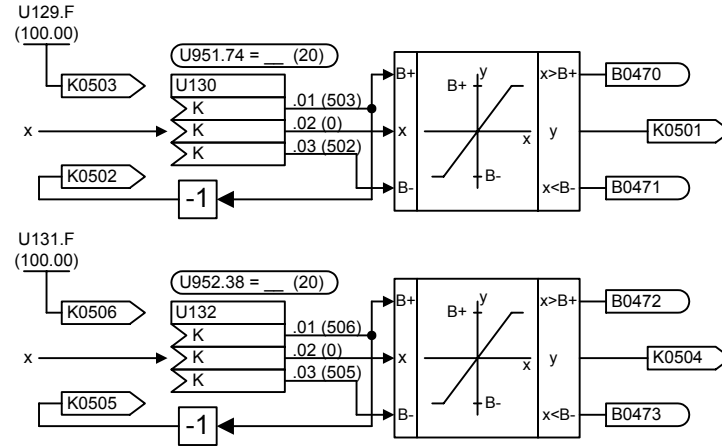 U129.F
(100.00)
U951.74 = __ (20)
K0503
U130
K .01 (503)
x K .02 (0)
K .03 (502)
K0502
-1
B+ x B-
B+ y
x
B-
x>B+ y x<B-
B0470
K0501
B0471
U131.F
(100.00)
U952.38 = __ (20)
K0506
U132
K .01 (506)
x K .02 (0)
K .03 (505)
K0505
-1
B+ x B-
B+ y
x
B-
x>B+ y x<B-
B0472
K0504
B0473